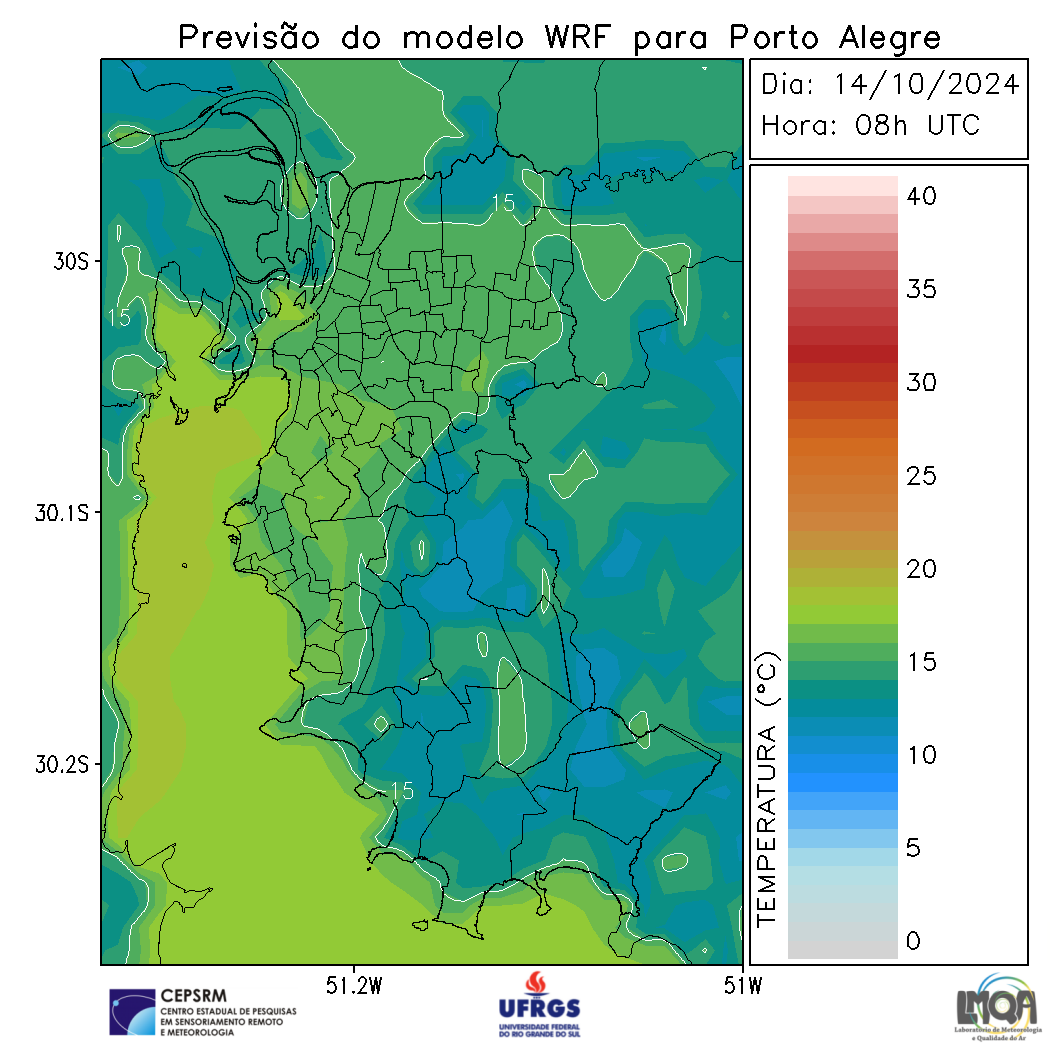 Previsão do modelo WRF para Porto Alegre
Dia: 14/10/2024
Hora: 08h UTC
40
35
30
25
20
15
10
5
0
TEMPERATURA (°C)
30S
30.1S
30.2S
51.2W
51W
15
15
15
CEPSRM
CENTRO ESTADUAL DE PESQUISAS
EM SENSORIAMENTO REMOTO
E METEOROLOGIA
UFRGS
UNIVERSIDADE FEDERAL
DO RIO GRANDE DO SUL
LMQA
Laboratório de Meteorologia
e Qualidade do Ar